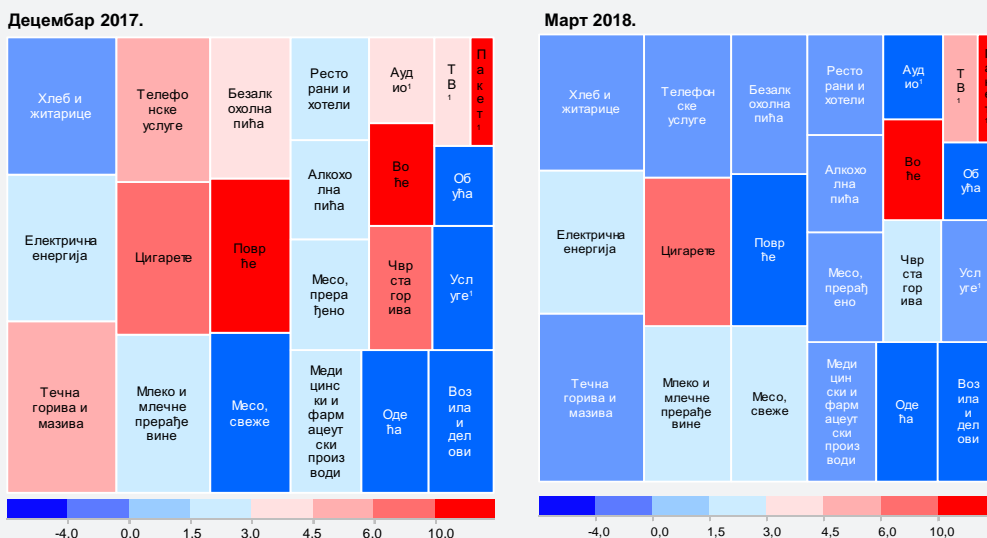 Децембар 2017.
Хлеб и
житарице
Електрична
енергија
Течна
горива и
мазива
Телефо
нске
услуге
Цигарете
Млеко и
млечне
прерађе
вине
Безалк
охолна
пића
Повр
ће
Месо,
свеже
Ресто
рани и
хотели
Алкохо
лна
пића
Месо,
прера
ђено
Меди
цинс
ки и
фарм
ацеут
ски
произ
води
Ауд
ио¹
Т
В
¹
П
а
к
е
т
¹
Во
ће
Об
ућа
Чвр
ста
гор
ива
Усл
уге¹
Оде
ћа
Воз
ила
и
дел
ови
-4,0 0,0 1,5 3,0 4,5 6,0 10,0
Март 2018.
Хлеб и
житарице
Електрична
енергија
Течна
горива и
мазива
Телефон
ске
услуге
Цигарете
Млеко и
млечне
прерађе
вине
Безалк
охолна
пића
Повр
ће
Месо,
свеже
Ресто
рани и
хотели
Алкохо
лна
пића
Месо,
прерађ
ено
Меди
цин
ски и
фарм
ацеут
ски
произ
води
Ауд
ио¹
Т
В
¹
Во
ће
Об
ућа
Чвр
ста
гор
ива
Усл
уге¹
Оде
ћа
Воз
ила и
дел
ови
-4,0 0,0 1,5 3,0 4,5 6,0 10,0